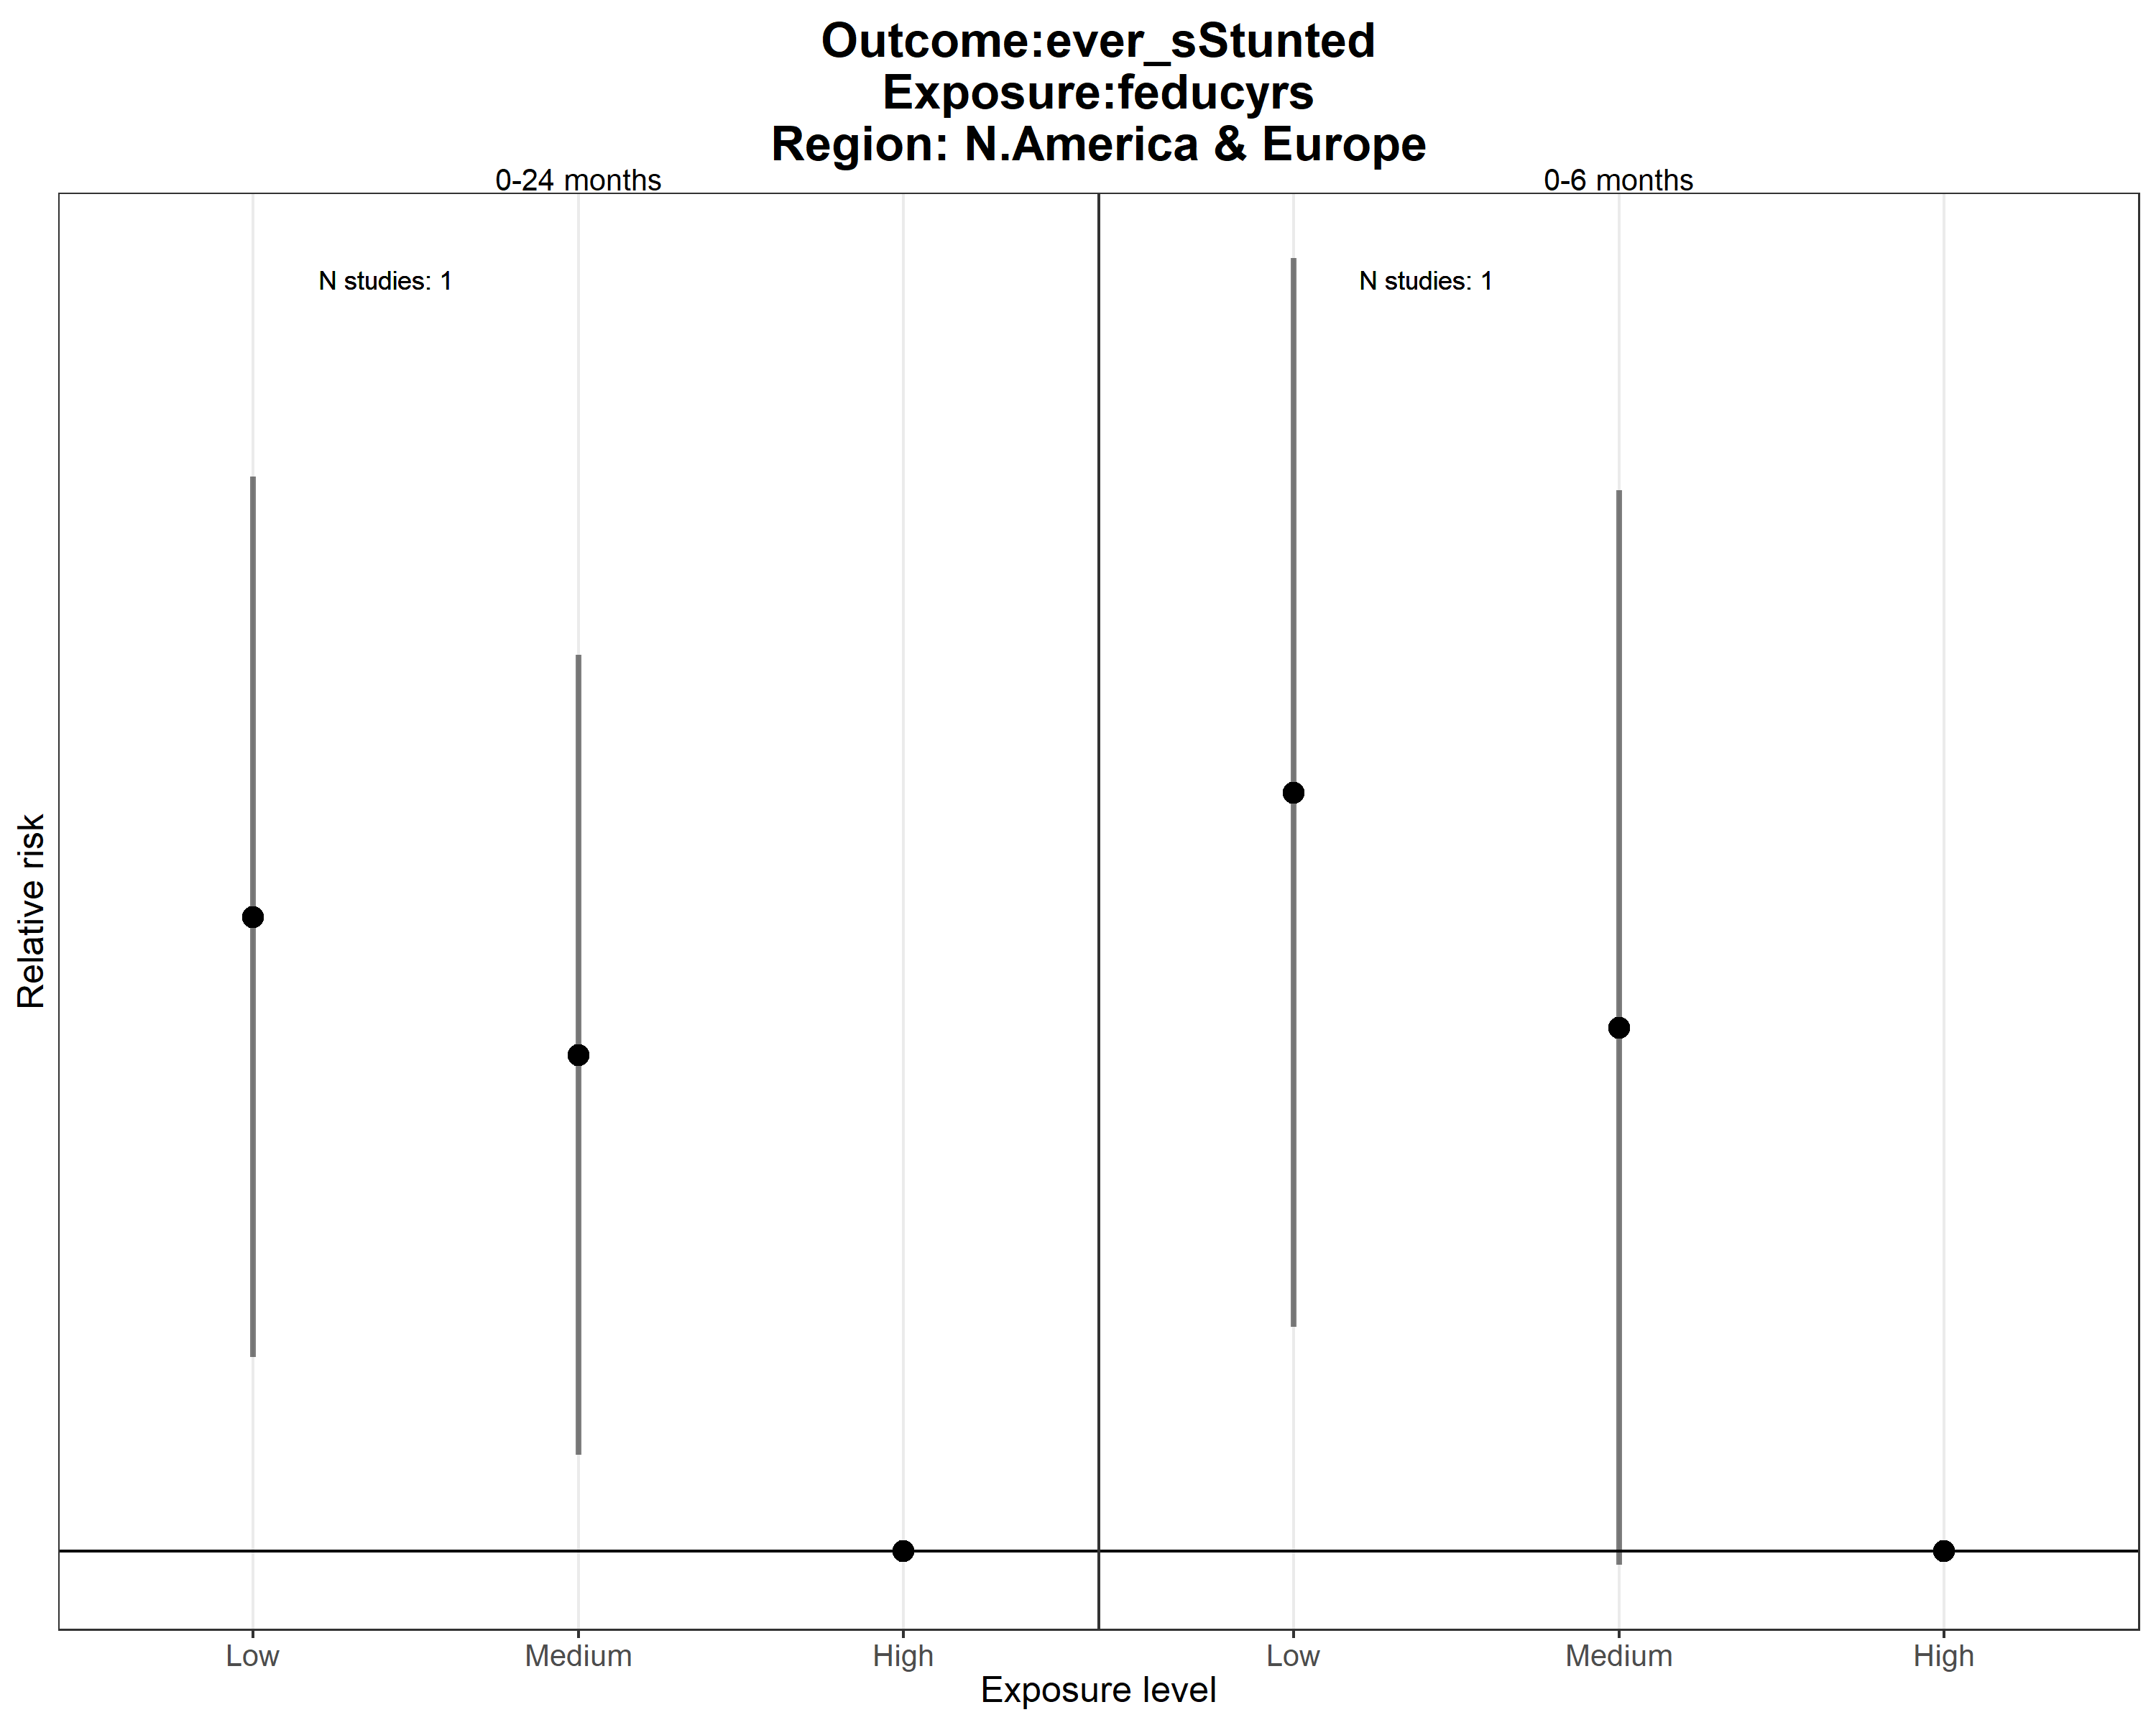 Outcome:ever_sStunted
Exposure:feducyrs
Region: N.America & Europe
0-24 months
0-6 months
N studies: 1
N studies: 1
Relative risk
Low
Medium
High
Low
Medium
High
Exposure level